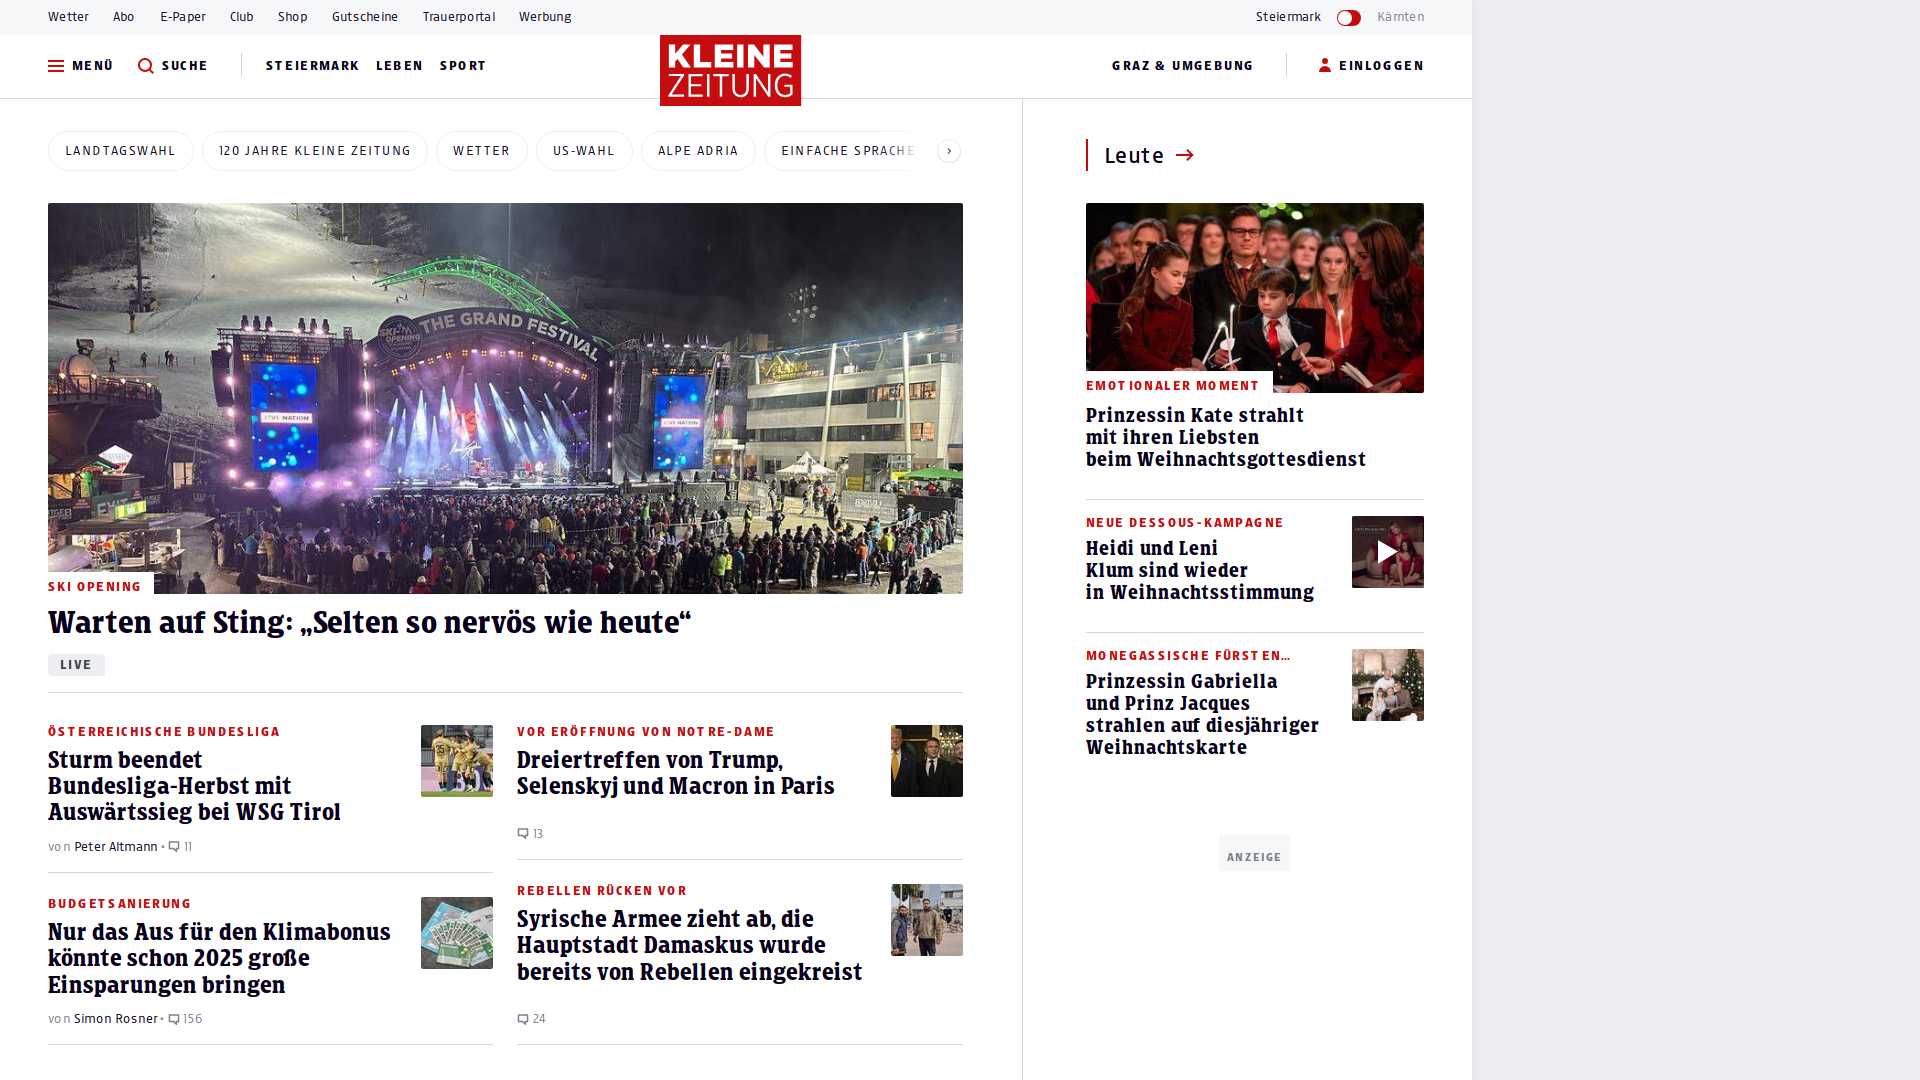 Wetter Abo E-Paper Club Shop Gutscheine Trauerportal Werbung Steiermark Kärnten
MENÜ SUCHE STEIERMARK LEBEN SPORT KLEINE ZEITUNG GRAZ & UMGEBUNG EINLOGGEN
LANDTAGSWAHL 120 JAHRE KLEINE ZEITUNG WETTER US-WAHL ALPE ADRIA EINFACHE SPRACHE
THE GRAND FESTIVAL
SKI OPENING
LIVE NATION
LIVE NATION
EXIT
SKI OPENING
Warten auf Sting: „Selten so nervös wie heute“
LIVE
ÖSTERREICHISCHE BUNDESLIGA
Sturm beendet
Bundesliga-Herbst mit
Auswärtssieg bei WSG Tirol
von Peter Altmann • 11
BUDGETSANIERUNG
Nur das Aus für den Klimabonus
könnte schon 2025 große
Einsparungen bringen
von Simon Rosner • 156
VOR ERÖFFNUNG VON NOTRE-DAME
Dreiertreffen von Trump,
Selenskyj und Macron in Paris
13
REBELLEN RÜCKEN VOR
Syrische Armee zieht ab, die
Hauptstadt Damaskus wurde
bereits von Rebellen eingekreist
24
Leute
EMOTIONALER MOMENT
Prinzessin Kate strahlt
mit ihren Liebsten
beim Weihnachtsgottesdienst
NEUE DESSOUS-KAMPAGNE
Heidi und Leni
Klum sind wieder
in Weihnachtsstimmung
MONEGASSISCHE FÜRSTEN…
Prinzessin Gabriella
und Prinz Jacques
strahlen auf diesjähriger
Weihnachtskarte
ANZEIGE